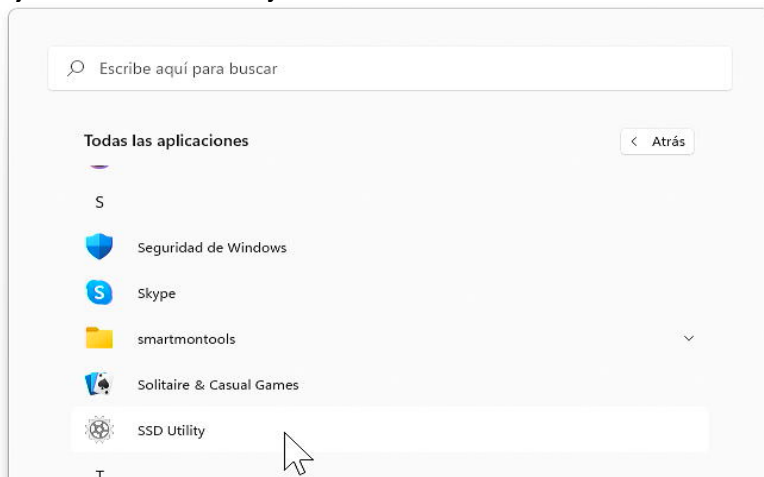 Escribe aquí para buscar
Todas las aplicaciones
Atrás
S
Seguridad de Windows
Skype
smartmontools
Solitaire & Casual Games
SSD Utility
T